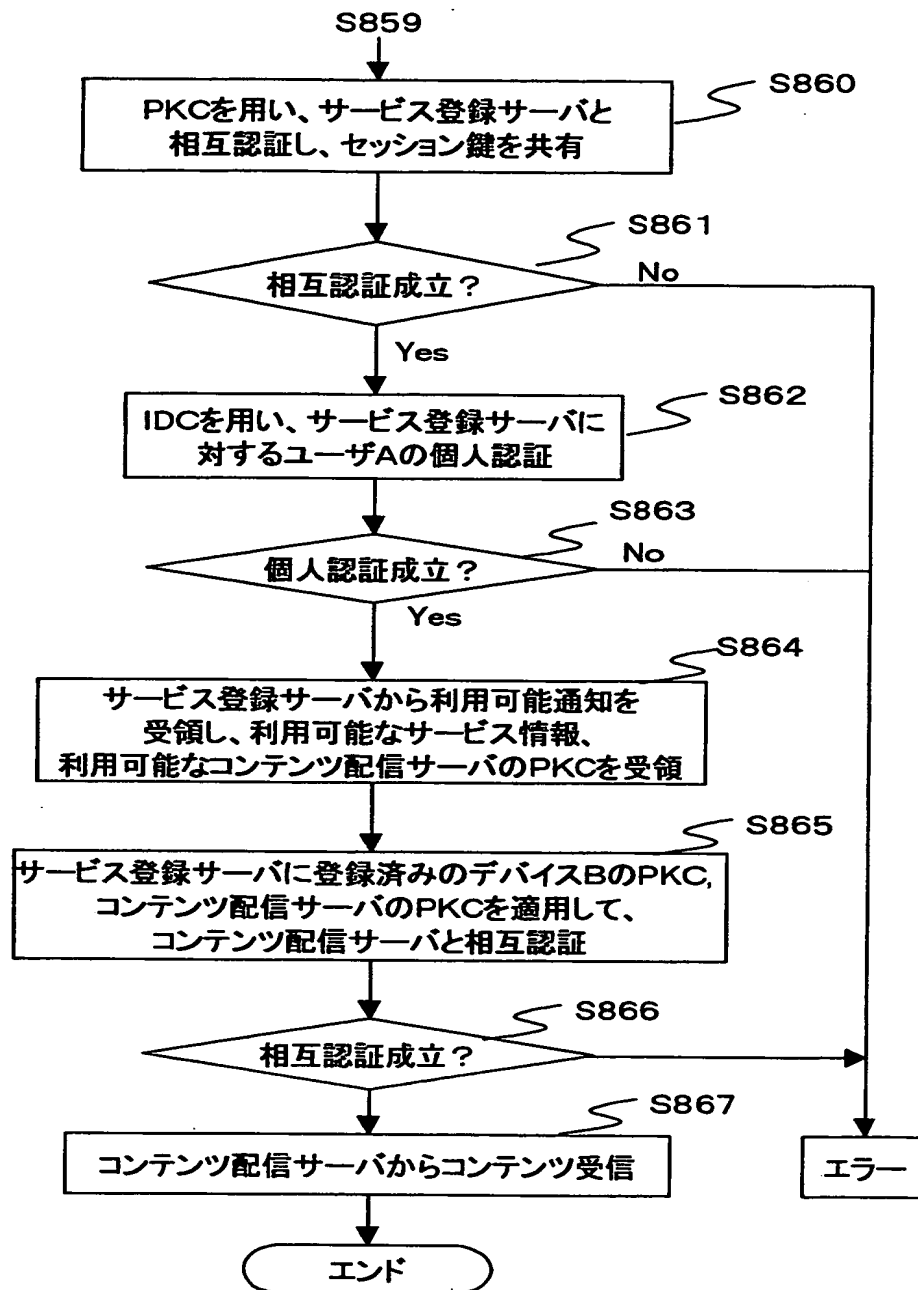 S859
S860
PKCを用い、サービス登録サーバと
相互認証し、セッション鍵を共有
S861
相互認証成立？
No
Yes
S862
IDCを用い、サービス登録サーバに
対するユーザAの個人認証
S863
個人認証成立？
No
Yes
S864
サービス登録サーバから利用可能通知を
受領し、利用可能なサービス情報、
利用可能なコンテンツ配信サーバのPKCを受領
S865
サービス登録サーバに登録済みのデバイスBのPKC,
コンテンツ配信サーバのPKCを適用して、
コンテンツ配信サーバと相互認証
S866
相互認証成立？
S867
コンテンツ配信サーバからコンテンツ受信
エラー
エンド